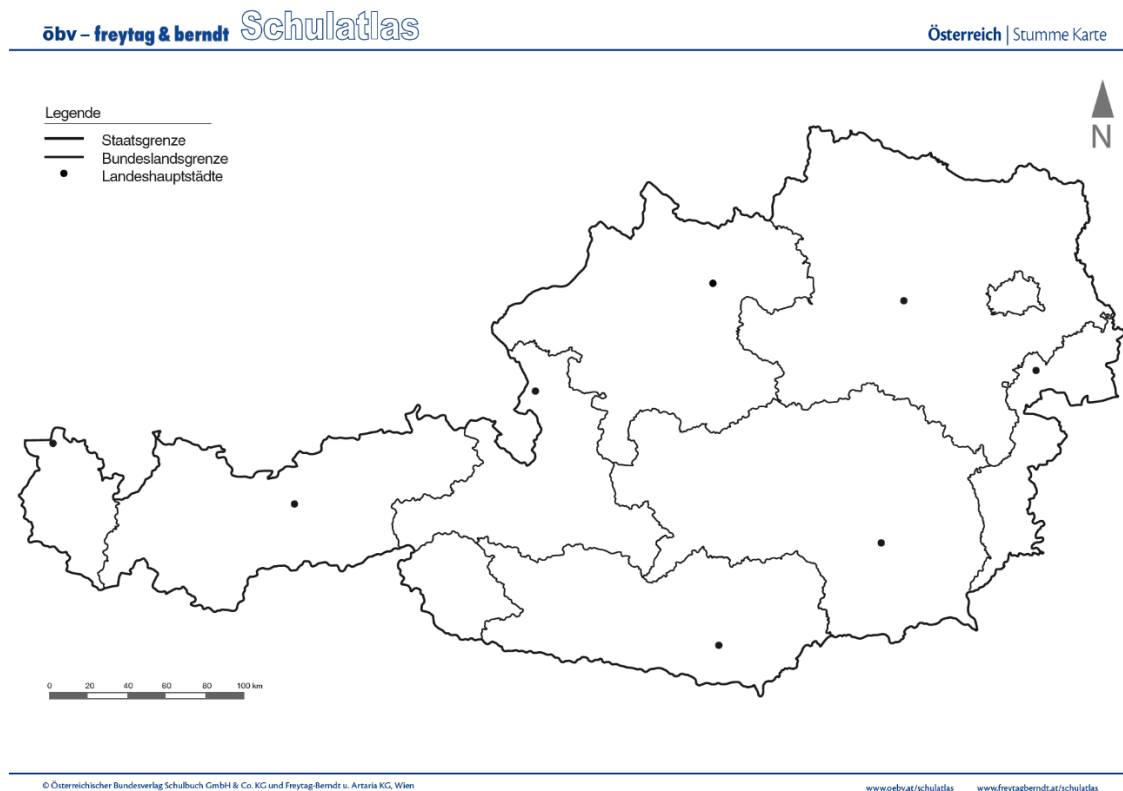 ōbv – freytag & berndt Schulatlas
Österreich | Stumme Karte
N
Legende
Staatsgrenze
Bundeslandsgrenze
Landeshauptstädte
0 20 40 60 80 100 km
© Österreichischer Bundesverlag Schulbuch GmbH & Co. KG und Freytag-Berndt u. Artaria KG, Wien
www.oebv.at/schulatlas www.freytagberndt.at/schulatlas